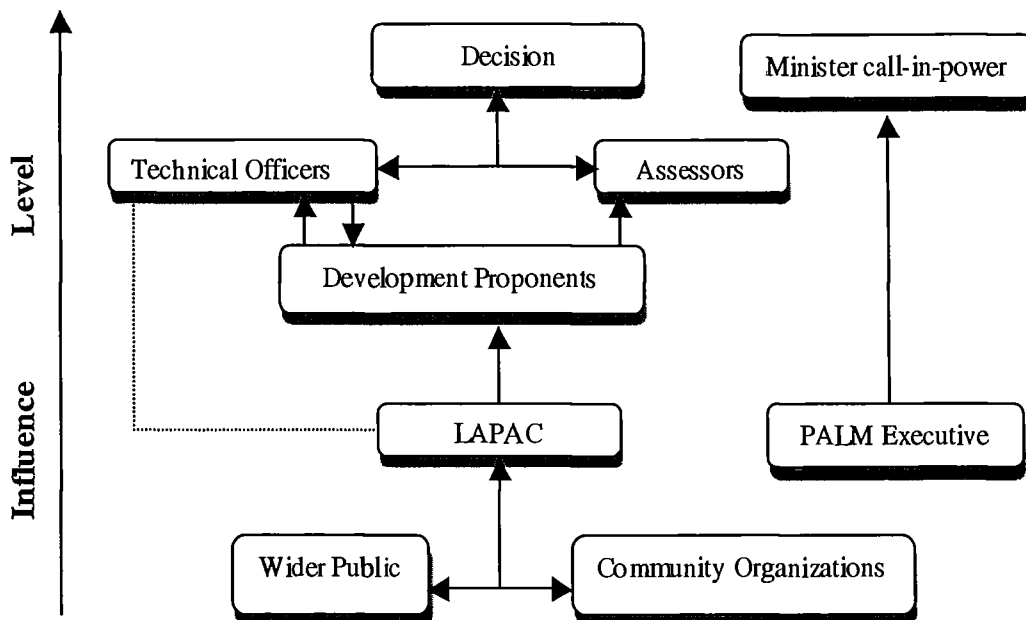 Decision
Minister call-in-power
Technical Officers
Assessors
Development Proponents
LAPAC
PALM Executive
Wider Public
Community Organizations
Level
Influence